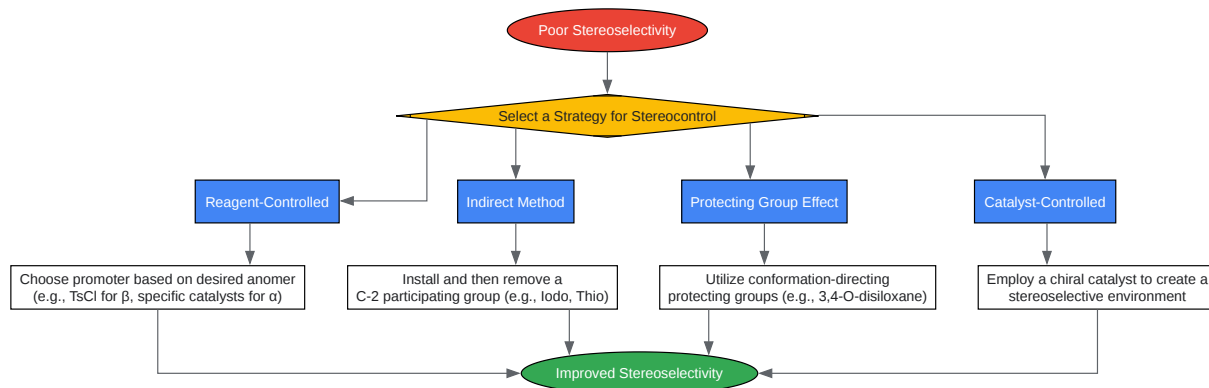 Poor Stereoselectivity
Select a Strategy for Stereocontrol
Reagent-Controlled
Indirect Method
Protecting Group Effect
Catalyst-Controlled
Choose promoter based on desired anomer
(e.g., TsCl for β, specific catalysts for α)
Install and then remove a
C-2 participating group (e.g., Iodo, Thio)
Utilize conformation-directing
protecting groups (e.g., 3,4-O-disiloxane)
Employ a chiral catalyst to create a
stereoselective environment
Improved Stereoselectivity